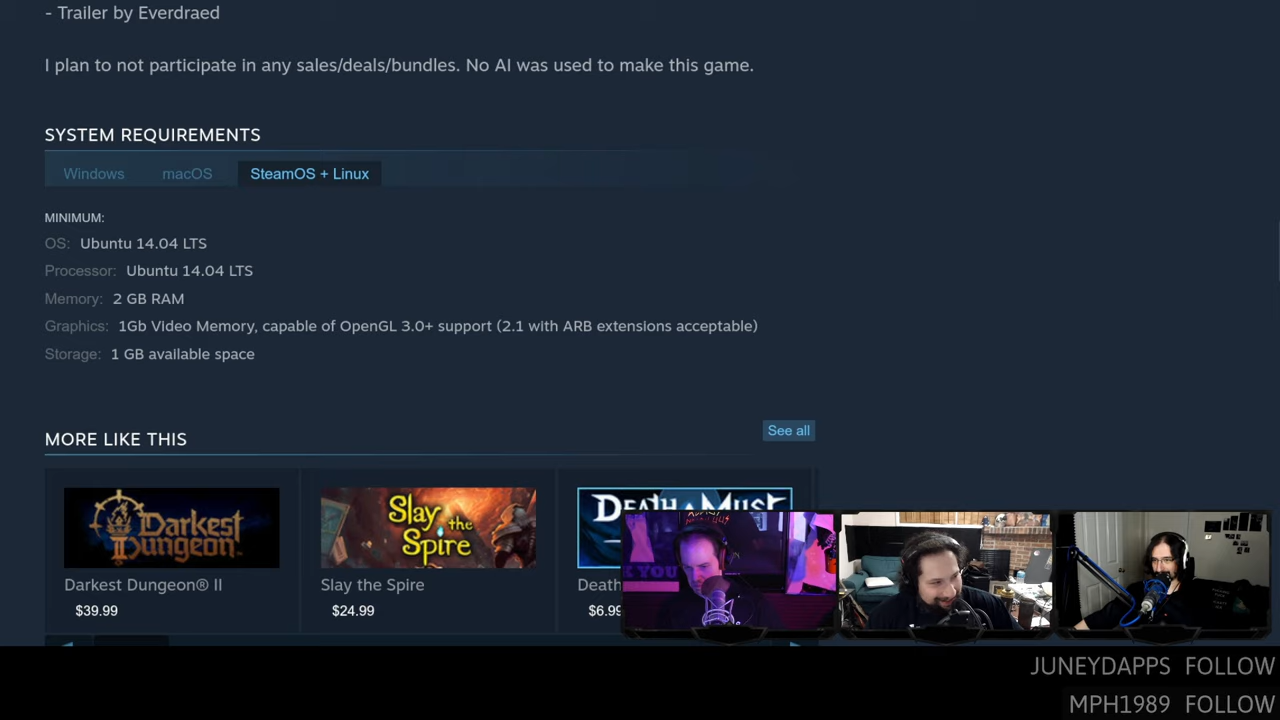 - Trailer by Everdraed
I plan to not participate in any sales/deals/bundles. No AI was used to make this game.
SYSTEM REQUIREMENTS
Windows macOS SteamOS + Linux
MINIMUM:
OS: Ubuntu 14.04 LTS
Processor: Ubuntu 14.04 LTS
Memory: 2 GB RAM
Graphics: 1Gb Video Memory, capable of OpenGL 3.0+ support (2.1 with ARB extensions acceptable)
Storage: 1 GB available space
MORE LIKE THIS
See all
Darkest Dungeon
Slay the Spire
DEATH
Darkest Dungeon® II
Slay the Spire
Death
$39.99
$24.99
$6.99
YOU
JUNEYDAPPS FOLLOW
MPH1989 FOLLOW